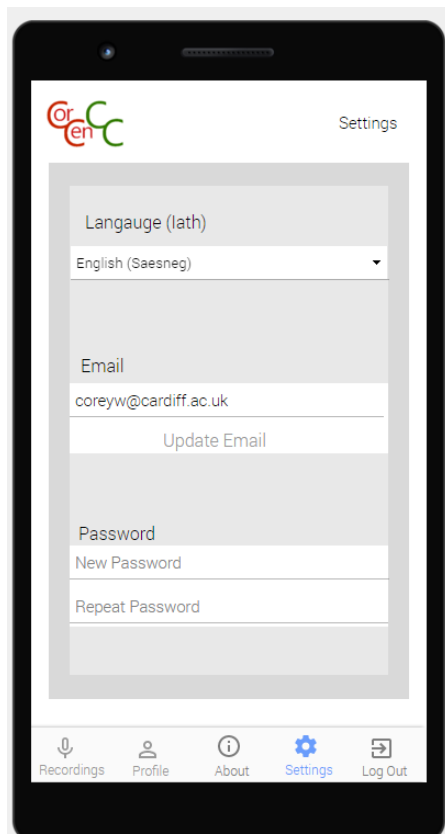 Cor
Cen CC
Settings
Langauge (Iath)
English (Saesneg)
Email
coreyw@cardiff.ac.uk
Update Email
Password
New Password
Repeat Password
Recordings Profile About Settings Log Out